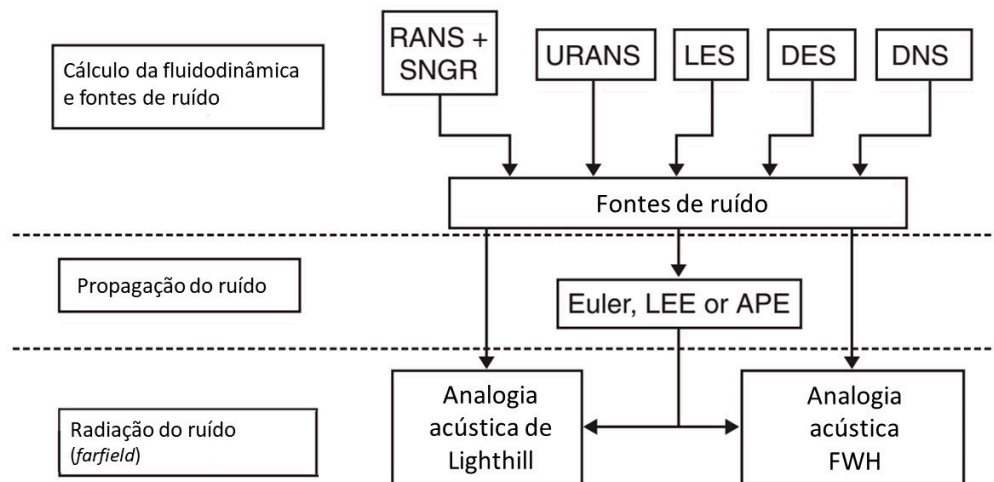 Cálculo da fluidodinâmica
e fontes de ruído
RANS +
SNGR
URANS
LES
DES
DNS
Fontes de ruído
Propagação do ruído
Euler, LEE or APE
Radiação do ruído
(farfield)
Analogia
acústica de
Lighthill
Analogia
acústica
FWH